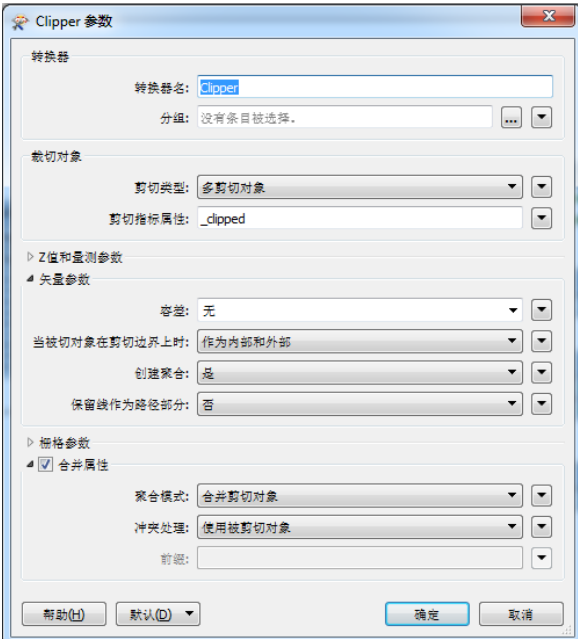 Clipper 参数
转换器
转换器名: Clipper
分组: 没有条目被选择。 ...
裁切对象
剪切类型: 多剪切对象
剪切指标属性: _clipped
Z值和量测参数
矢量参数
容差: 无
当被切对象在剪切边界上时: 作为内部和外部
创建聚合: 是
保留线作为路径部分: 否
栅格参数
合并属性
聚合模式: 合并剪切对象
冲突处理: 使用被剪切对象
前缀:
帮助(H) 默认(D) 确定 取消